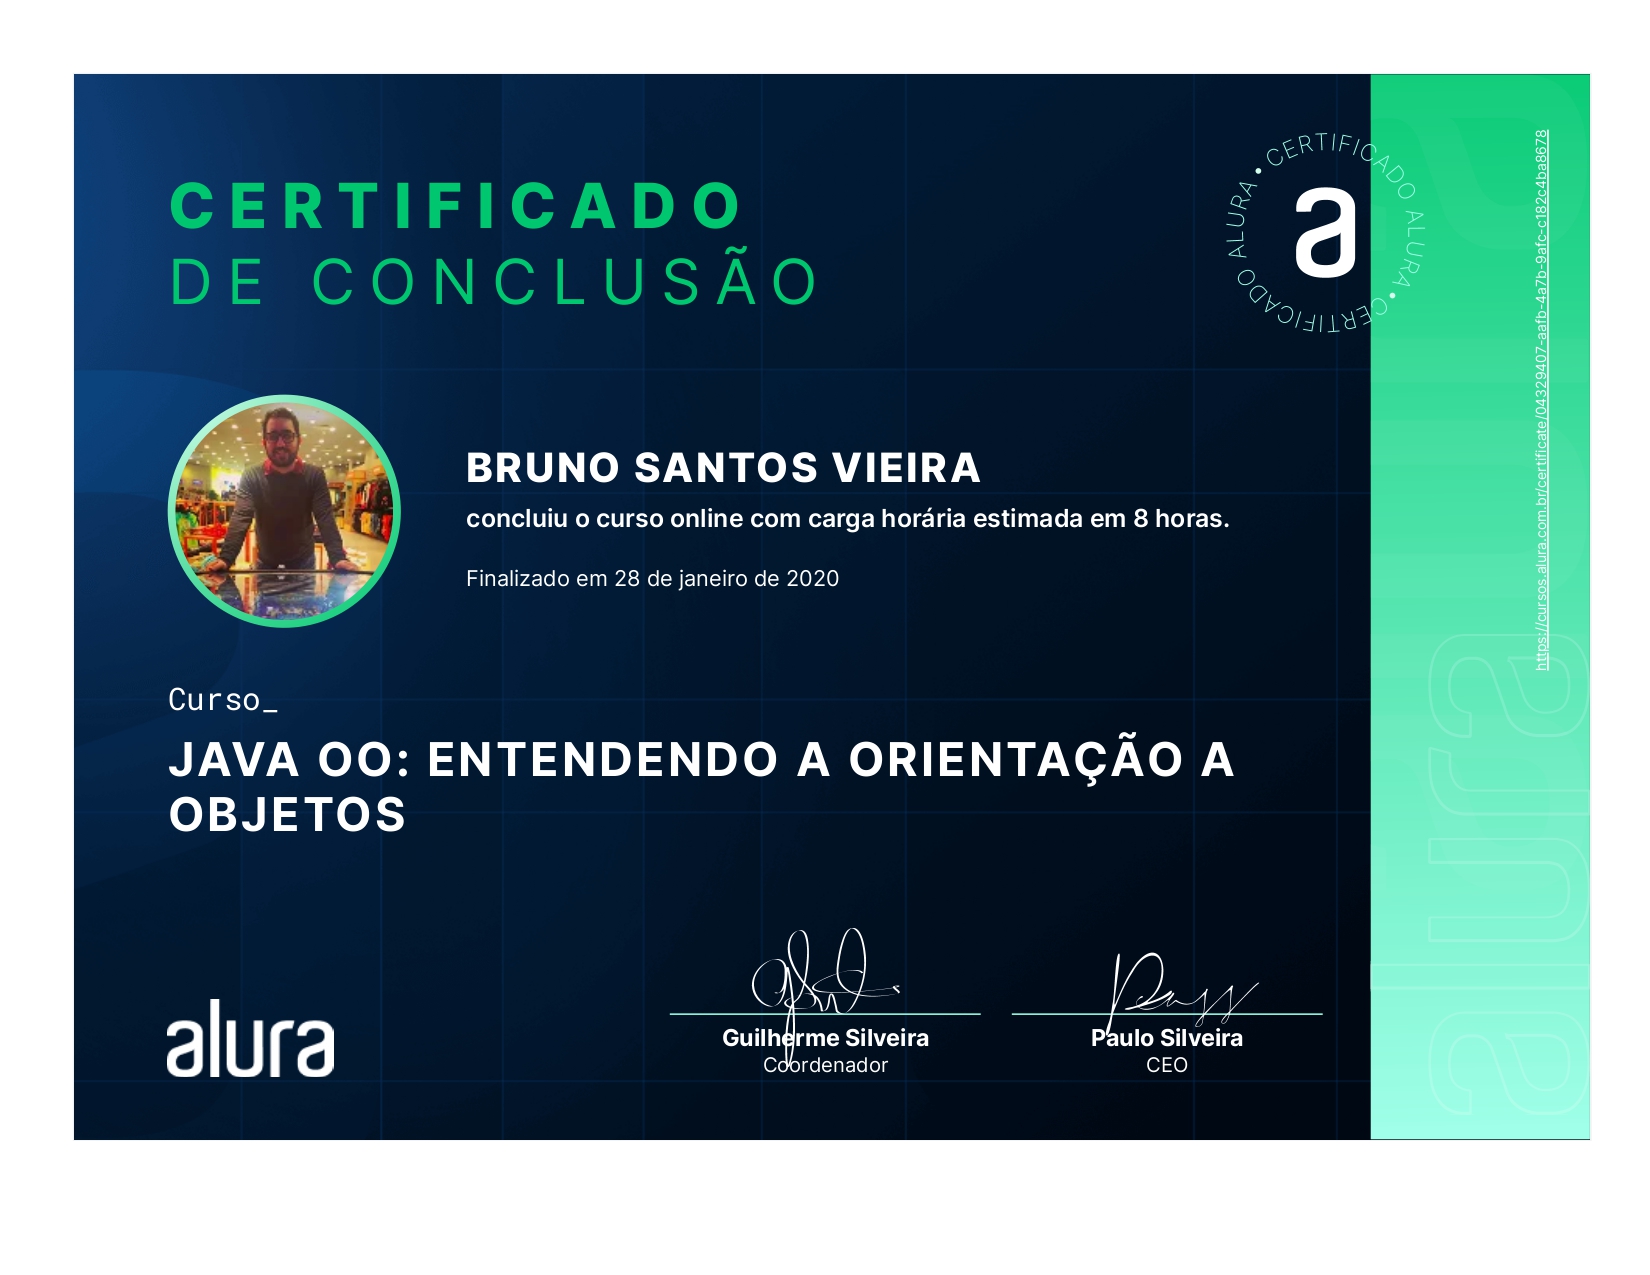 CERTIFICADO
DE CONCLUSÃO
CERTIFICADO ALURA • CERTIFICADO ALURA •
a
https://cursos.alura.com.br/certificate/04329407-aafb-4a7b-9afc-c182c4ba8678
BRUNO SANTOS VIEIRA
concluiu o curso online com carga horária estimada em 8 horas.
Finalizado em 28 de janeiro de 2020
Curso_
JAVA OO: ENTENDENDO A ORIENTAÇÃO A
OBJETOS
alura
Guilherme Silveira
Coordenador
Paulo Silveira
CEO
alura